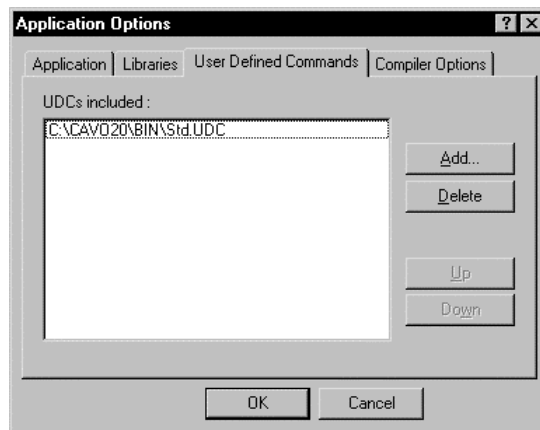 Application Options
Application Libraries User Defined Commands Compiler Options
UDCs included :
C:\CAVO20\BIN\Std.UDC
Add...
Delete
Up
Down
OK Cancel